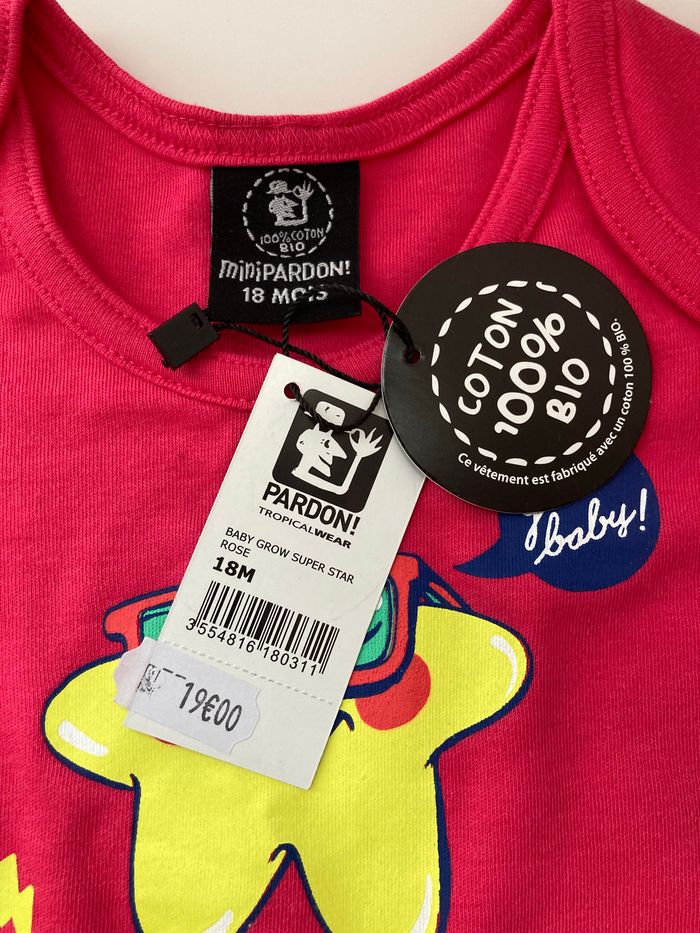 100% COTON
BIO
miniPARDON!
18 MOIS
COTON
100%
BIO
Ce vêtement est fabriqué avec un coton 100 % BIO.
PARDON!
TROPICALWEAR
BABY GROW SUPER STAR
ROSE
18M
3554816180311
19€00
baby!